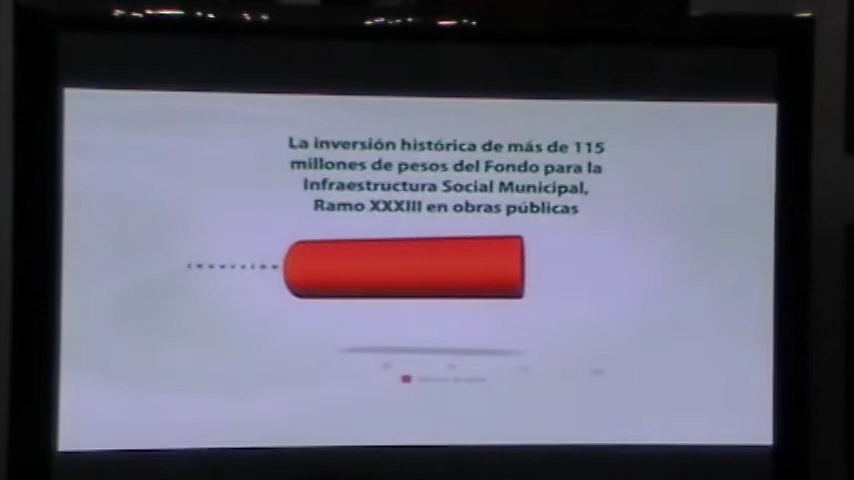 La inversión histórica de más de 115
millones de pesos del Fondo para la
Infraestructura Social Municipal,
Ramo XXXIII en obras públicas
Inversión